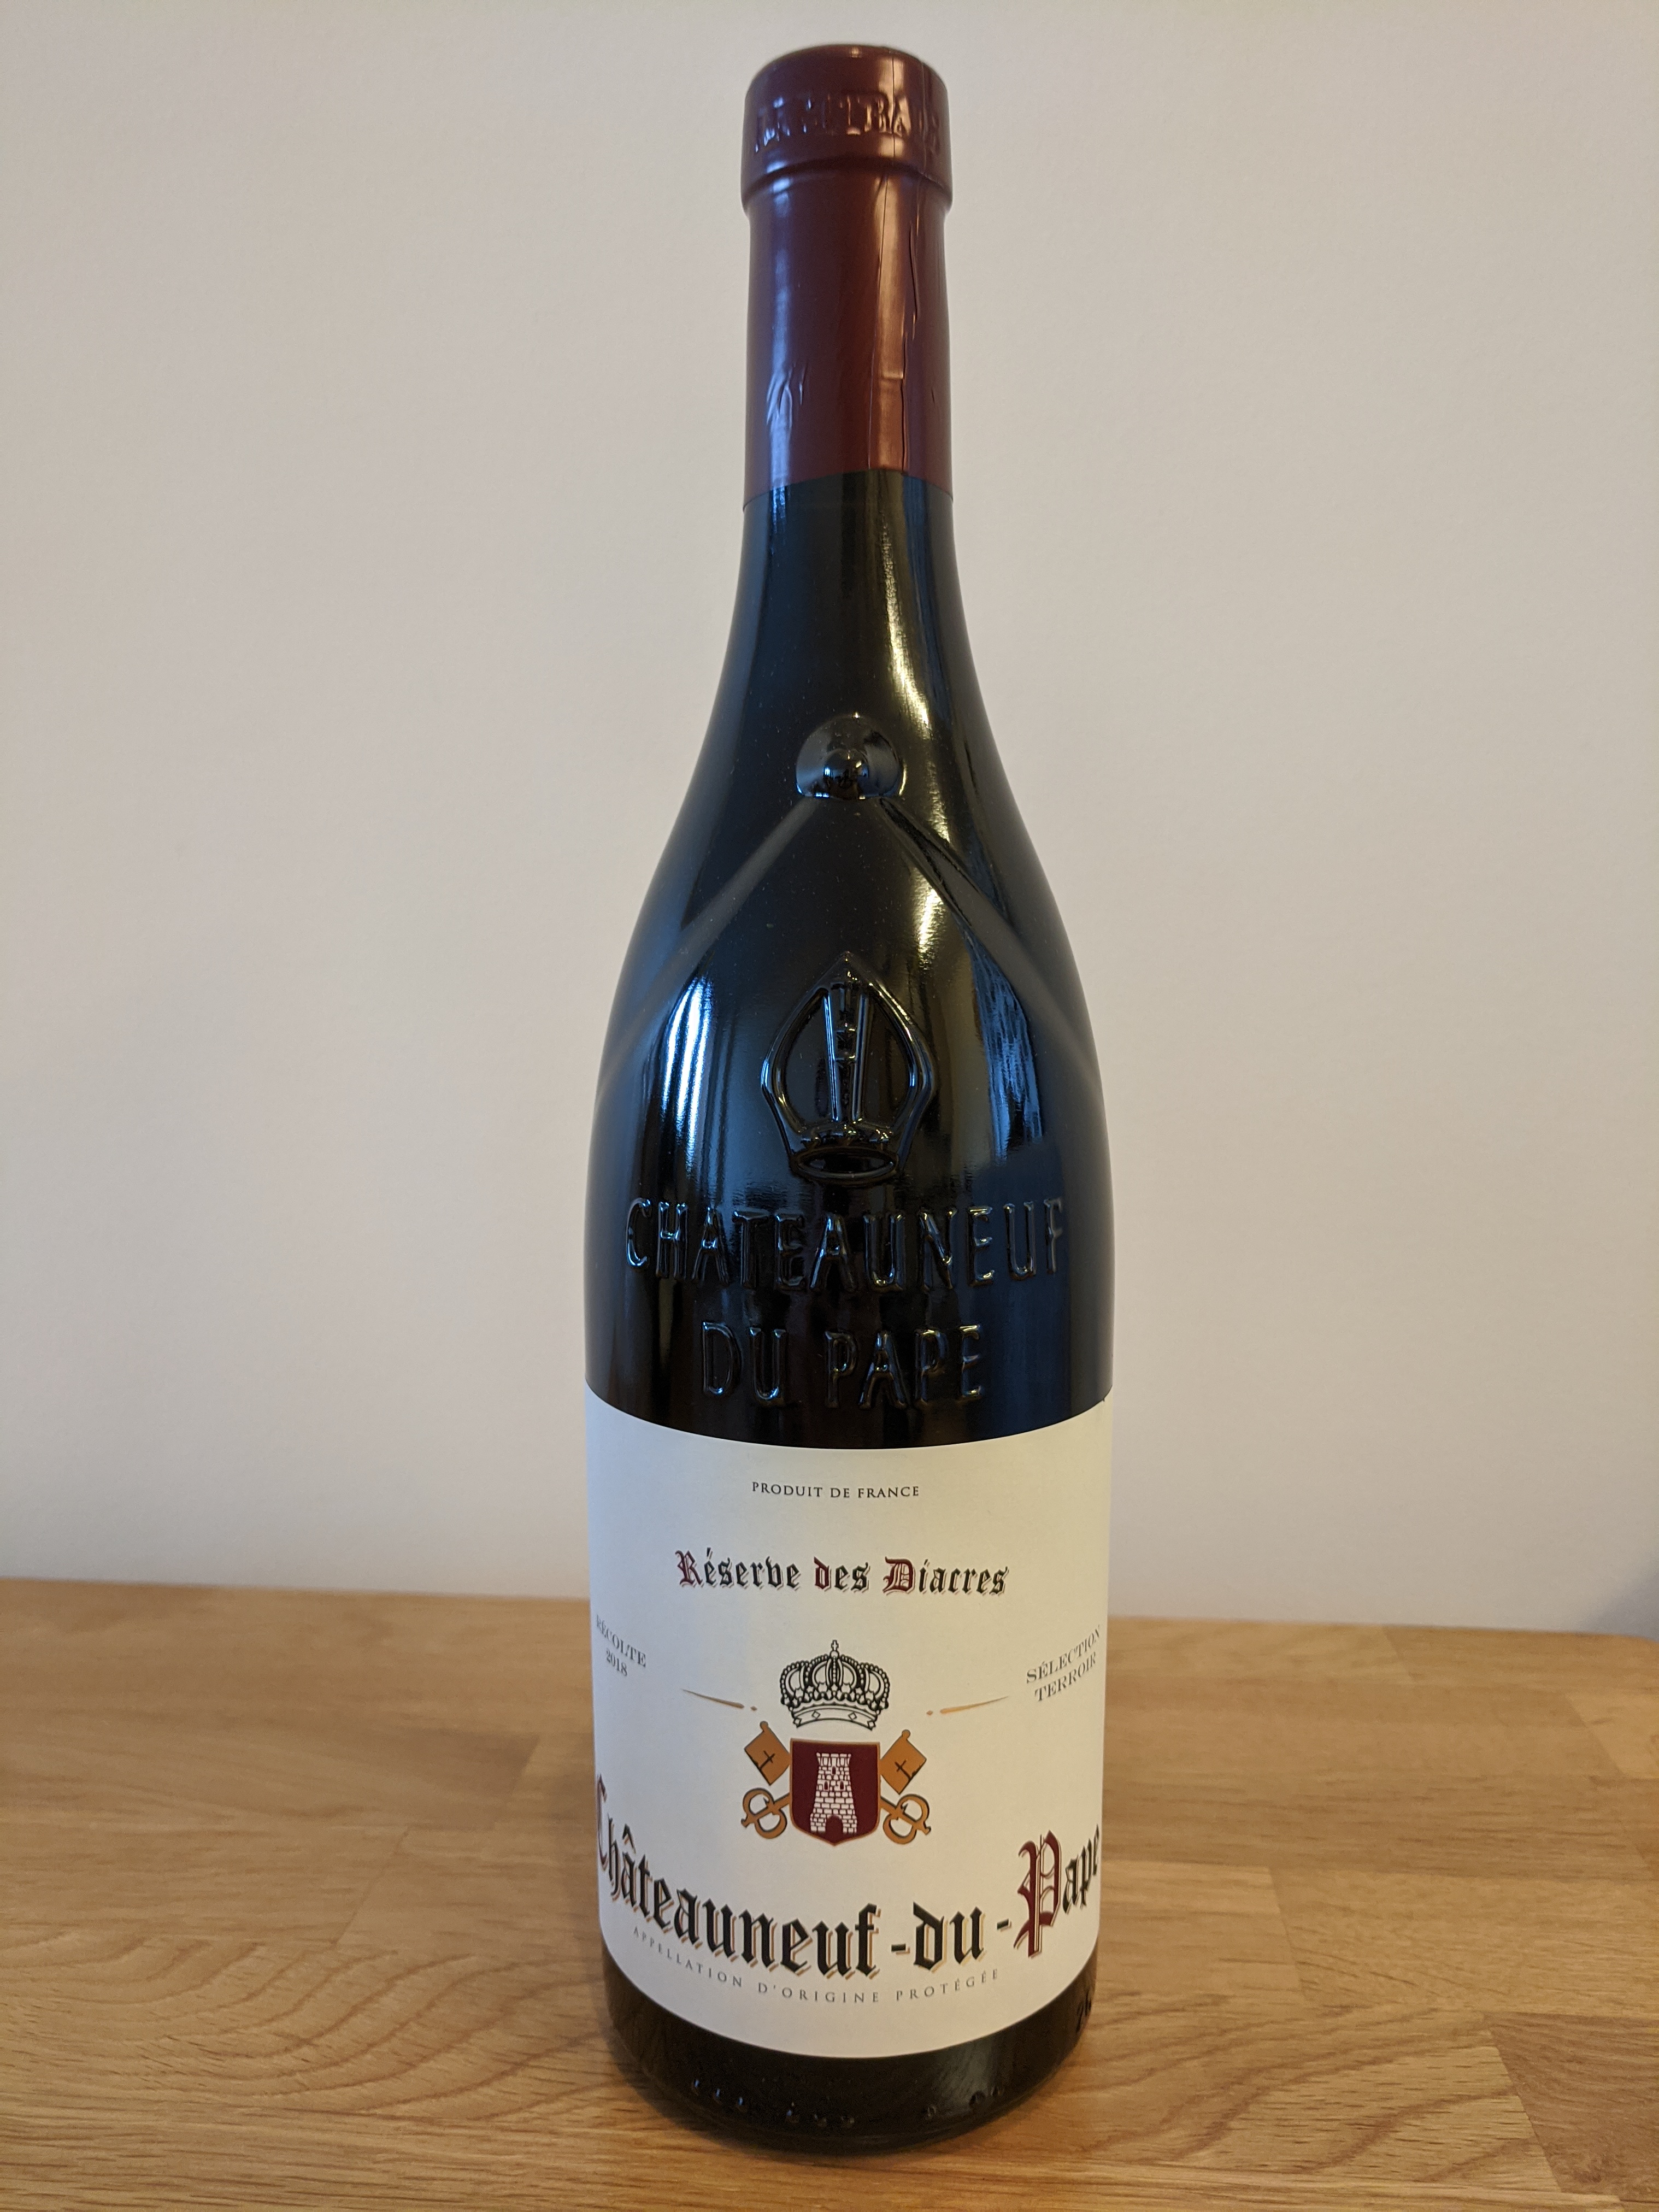 CHATEAUNEUF
DU PAPE
PRODUIT DE FRANCE
Réserve des Diacres
RÉCOLTE
2018
SÉLECTION
TERROIR
Châteauneuf-du-Pape
APPELLATION D'ORIGINE PROTÉGÉE